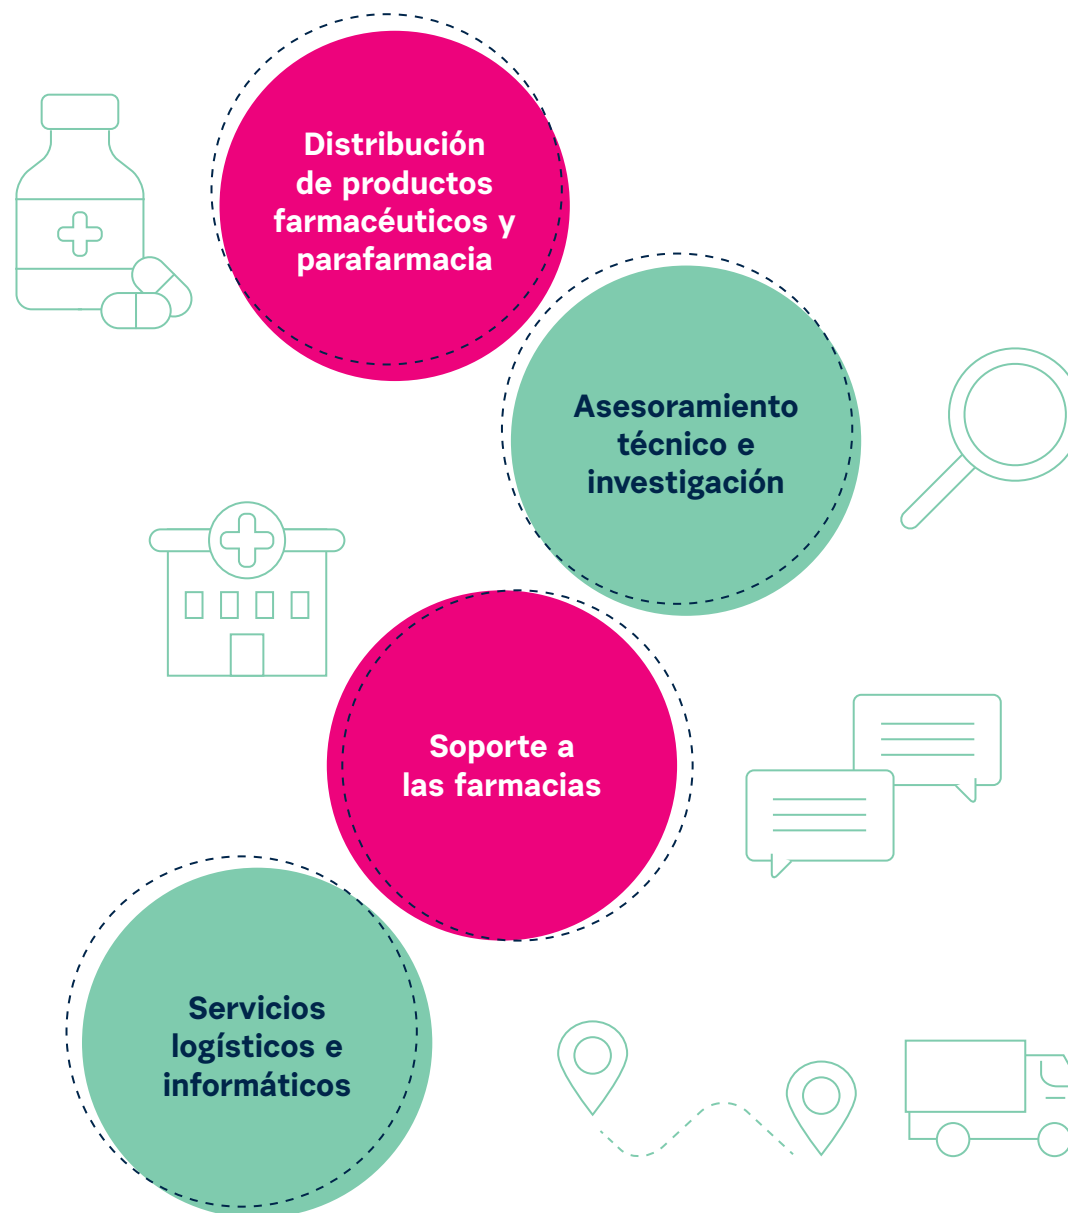 Distribución
de productos
farmacéuticos y
parafarmacia
Asesoramiento
técnico e
investigación
Soporte a
las farmacias
Servicios
logísticos e
informáticos